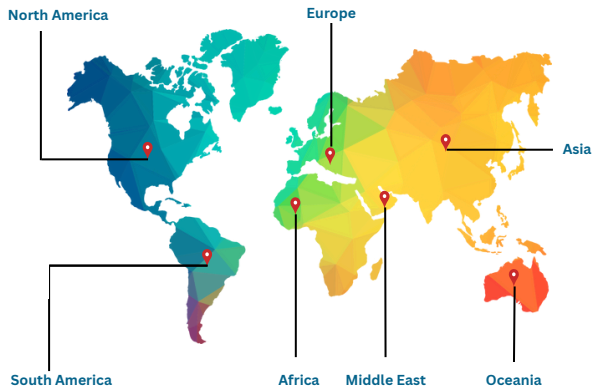 North America
Europe
Asia
South America
Africa
Middle East
Oceania